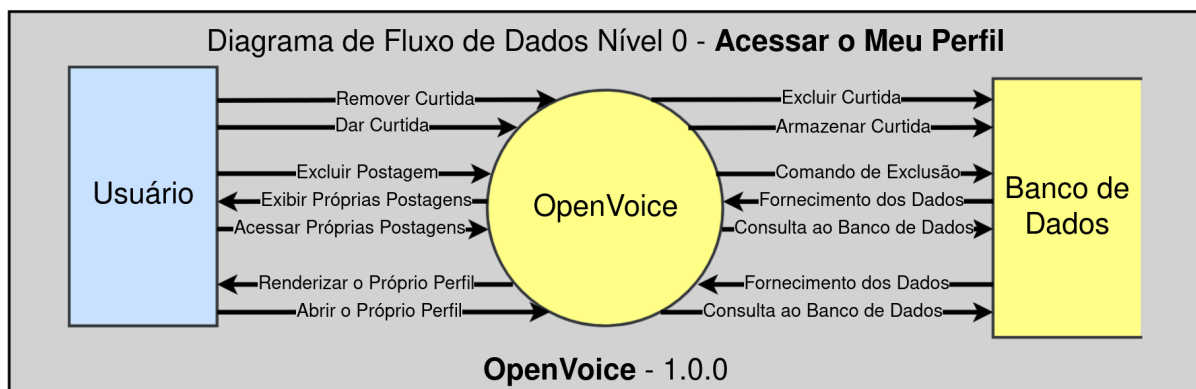 Diagrama de Fluxo de Dados Nível 0 - Acessar o Meu Perfil
Usuário
Remover Curtida
Dar Curtida
Excluir Postagem
Exibir Próprias Postagens
Acessar Próprias Postagens
Renderizar o Próprio Perfil
Abrir o Próprio Perfil
OpenVoice
Excluir Curtida
Armazenar Curtida
Comando de Exclusão
Fornecimento dos Dados
Consulta ao Banco de Dados
Fornecimento dos Dados
Consulta ao Banco de Dados
Banco de
Dados
OpenVoice - 1.0.0